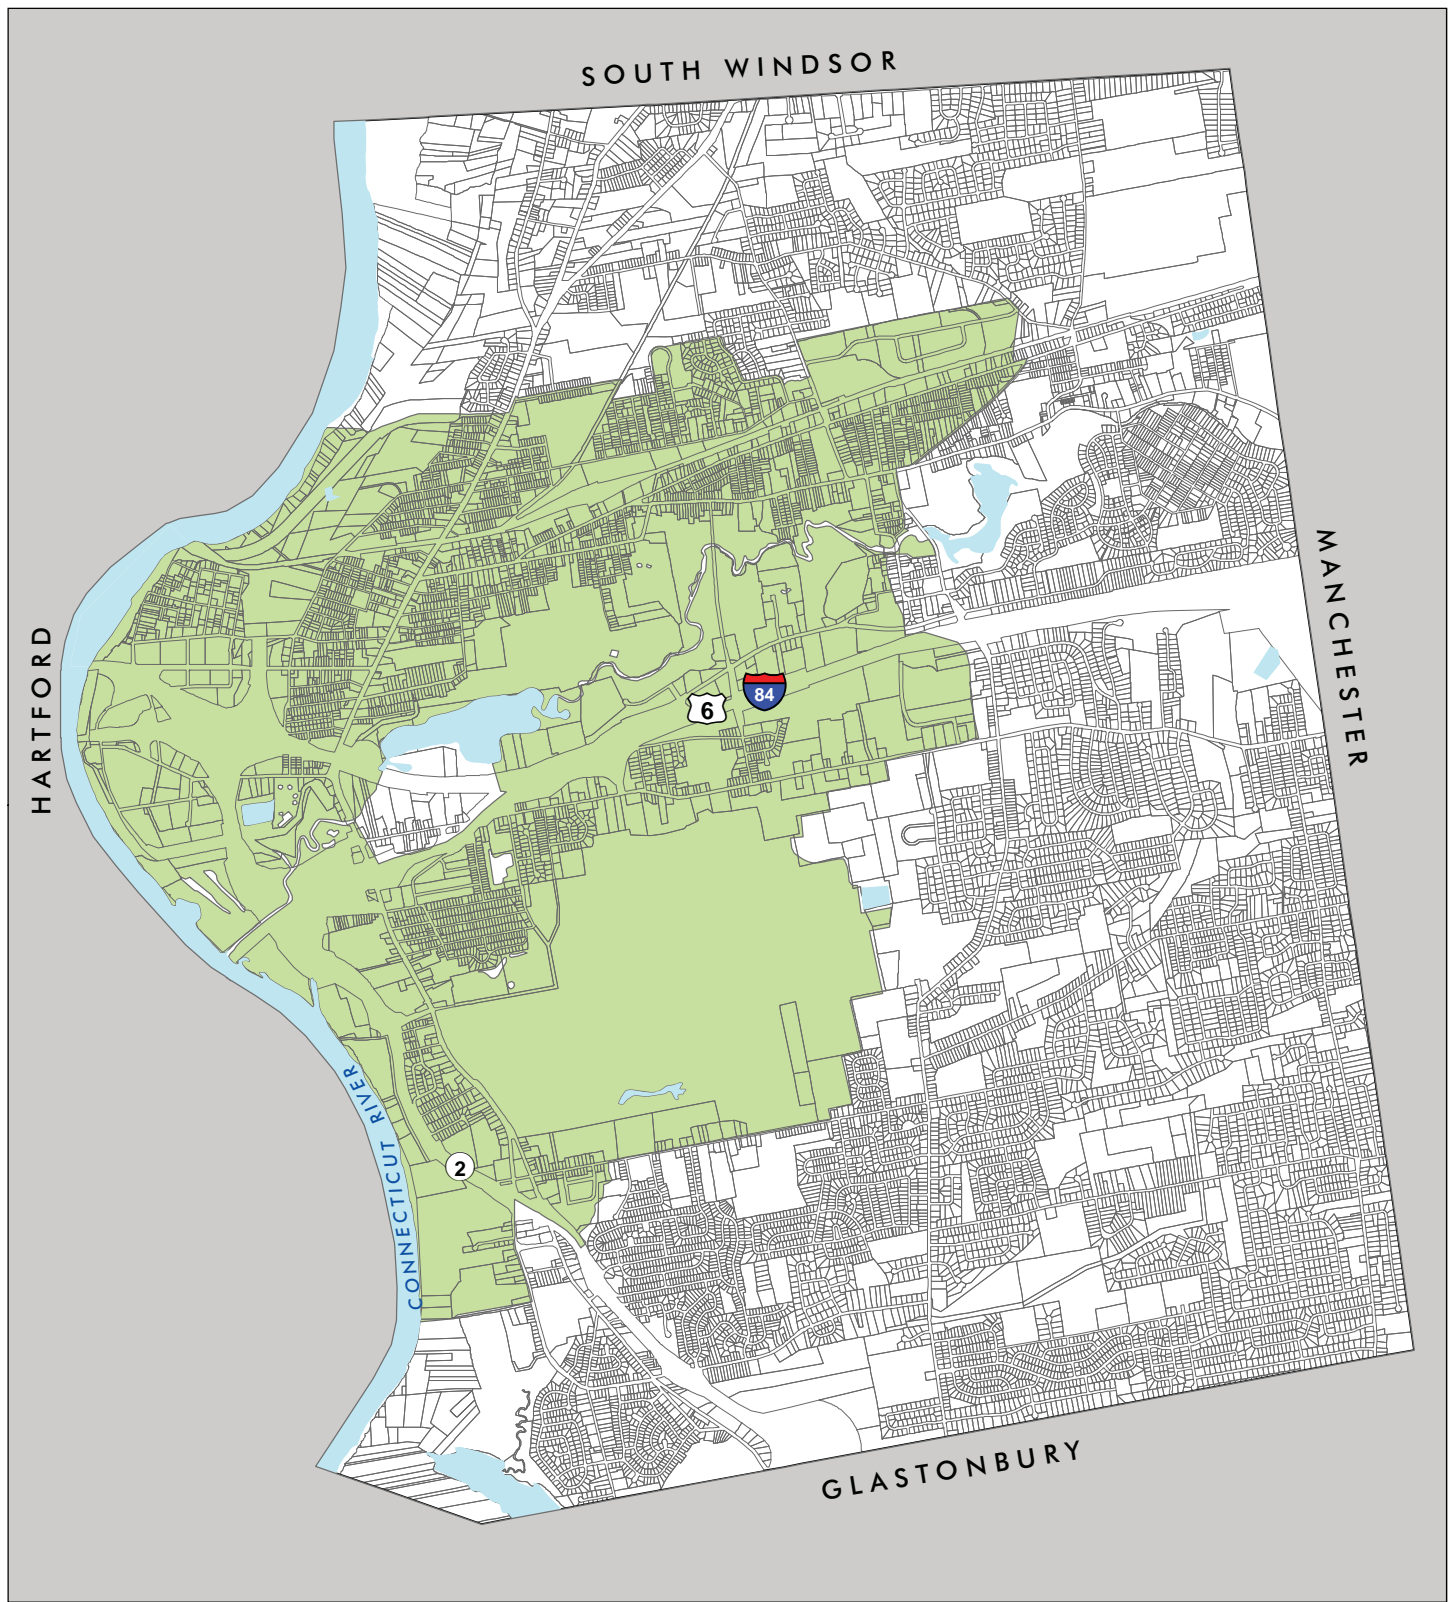 SOUTH WINDSOR
HARTFORD
MANCHESTER
84
6
CONNECTICUT RIVER
2
GLASTONBURY